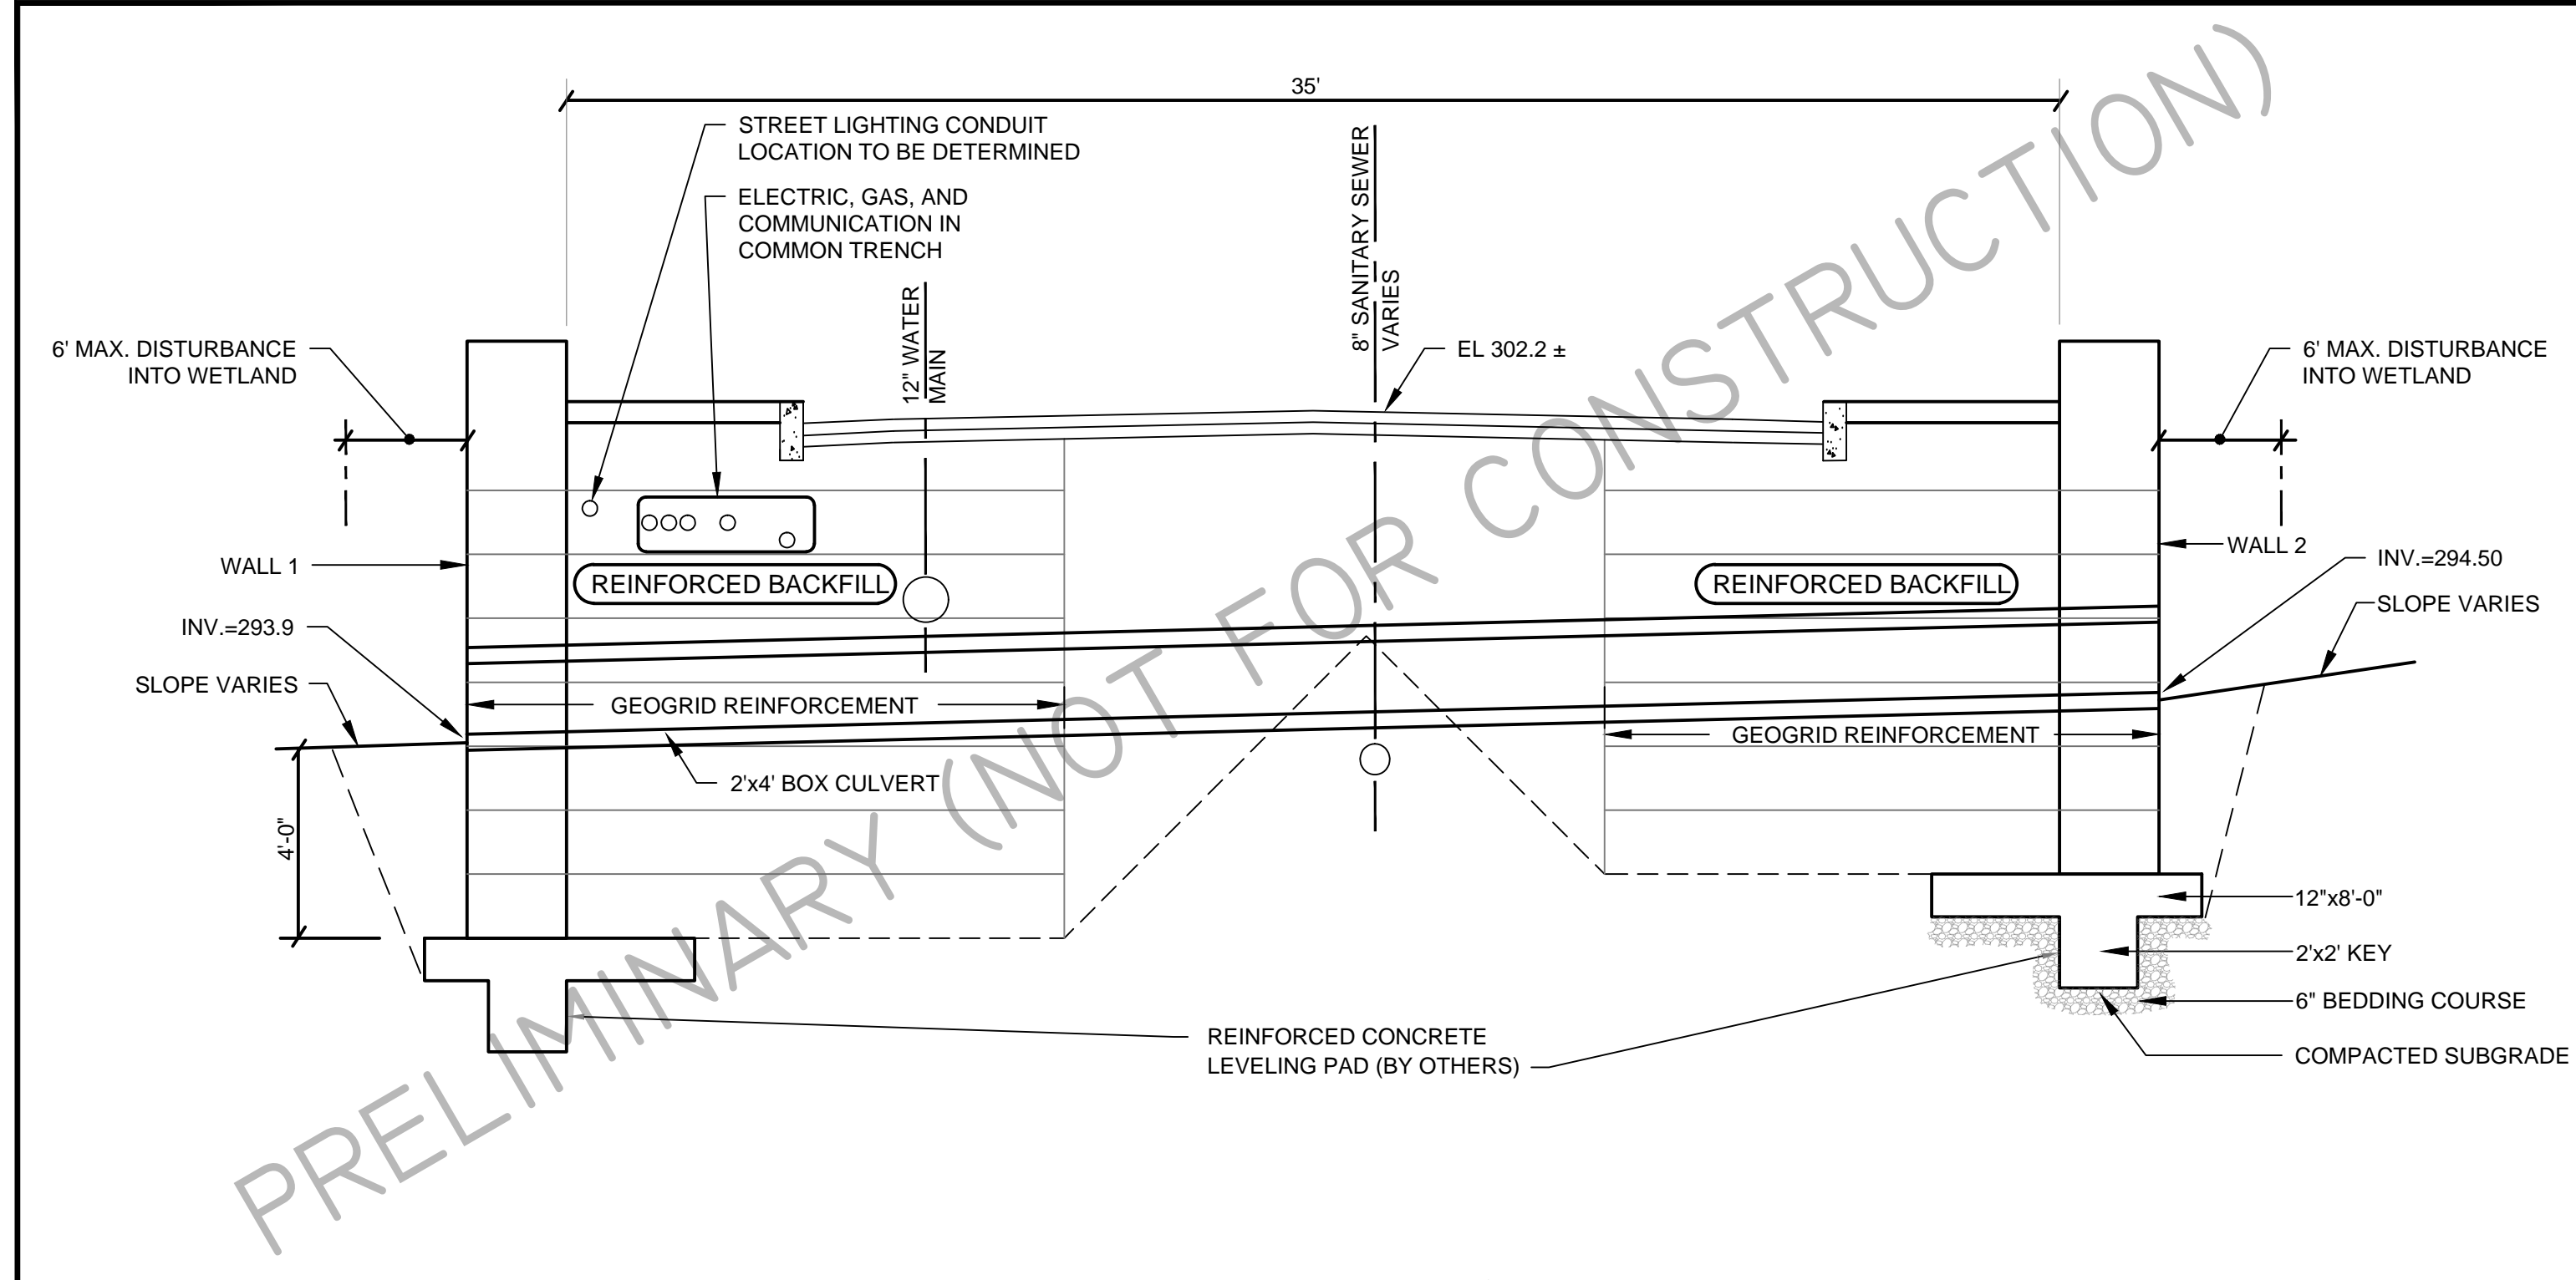 35'
STREET LIGHTING CONDUIT
LOCATION TO BE DETERMINED
ELECTRIC, GAS, AND
COMMUNICATION IN
COMMON TRENCH
12" WATER
MAIN
8" SANITARY SEWER
VARIES
EL 302.2 ±
6' MAX. DISTURBANCE
INTO WETLAND
6' MAX. DISTURBANCE
INTO WETLAND
WALL 1
WALL 2
REINFORCED BACKFILL
REINFORCED BACKFILL
INV.=294.50
SLOPE VARIES
INV.=293.9
SLOPE VARIES
GEOGRID REINFORCEMENT
GEOGRID REINFORCEMENT
2'x4' BOX CULVERT
4'-0"
12"x8'-0"
2'x2' KEY
6" BEDDING COURSE
COMPACTED SUBGRADE
REINFORCED CONCRETE
LEVELING PAD (BY OTHERS)
PRELIMINARY (NOT FOR CONSTRUCTION)